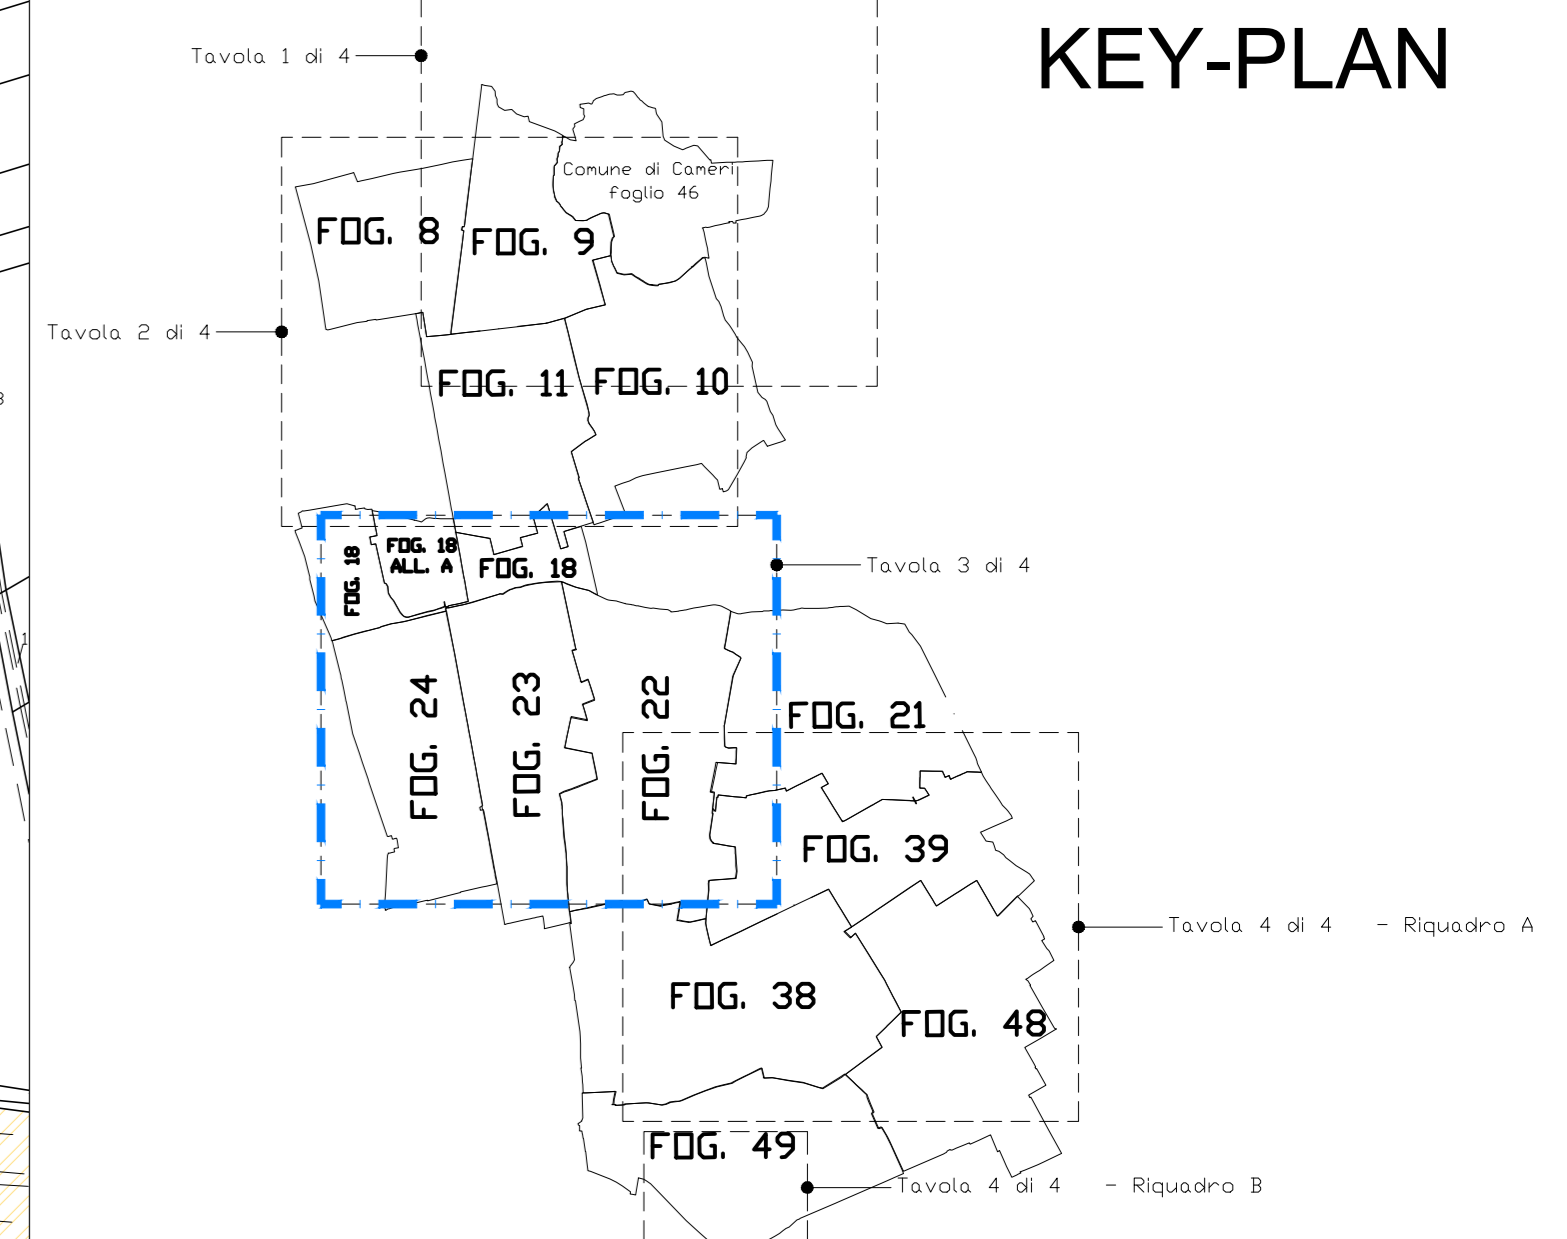 KEY-PLAN
Tavola 1 di 4
Comune di Cameri
foglio 46
FOG. 8
FOG. 9
Tavola 2 di 4
FOG. 11
FOG. 10
FOG. 18
FOG. 18
ALL. A
FOG. 18
Tavola 3 di 4
FOG. 24
FOG. 23
FOG. 22
FOG. 21
FOG. 39
Tavola 4 di 4 - Riquadro A
FOG. 38
FOG. 48
FOG. 49
Tavola 4 di 4 - Riquadro B